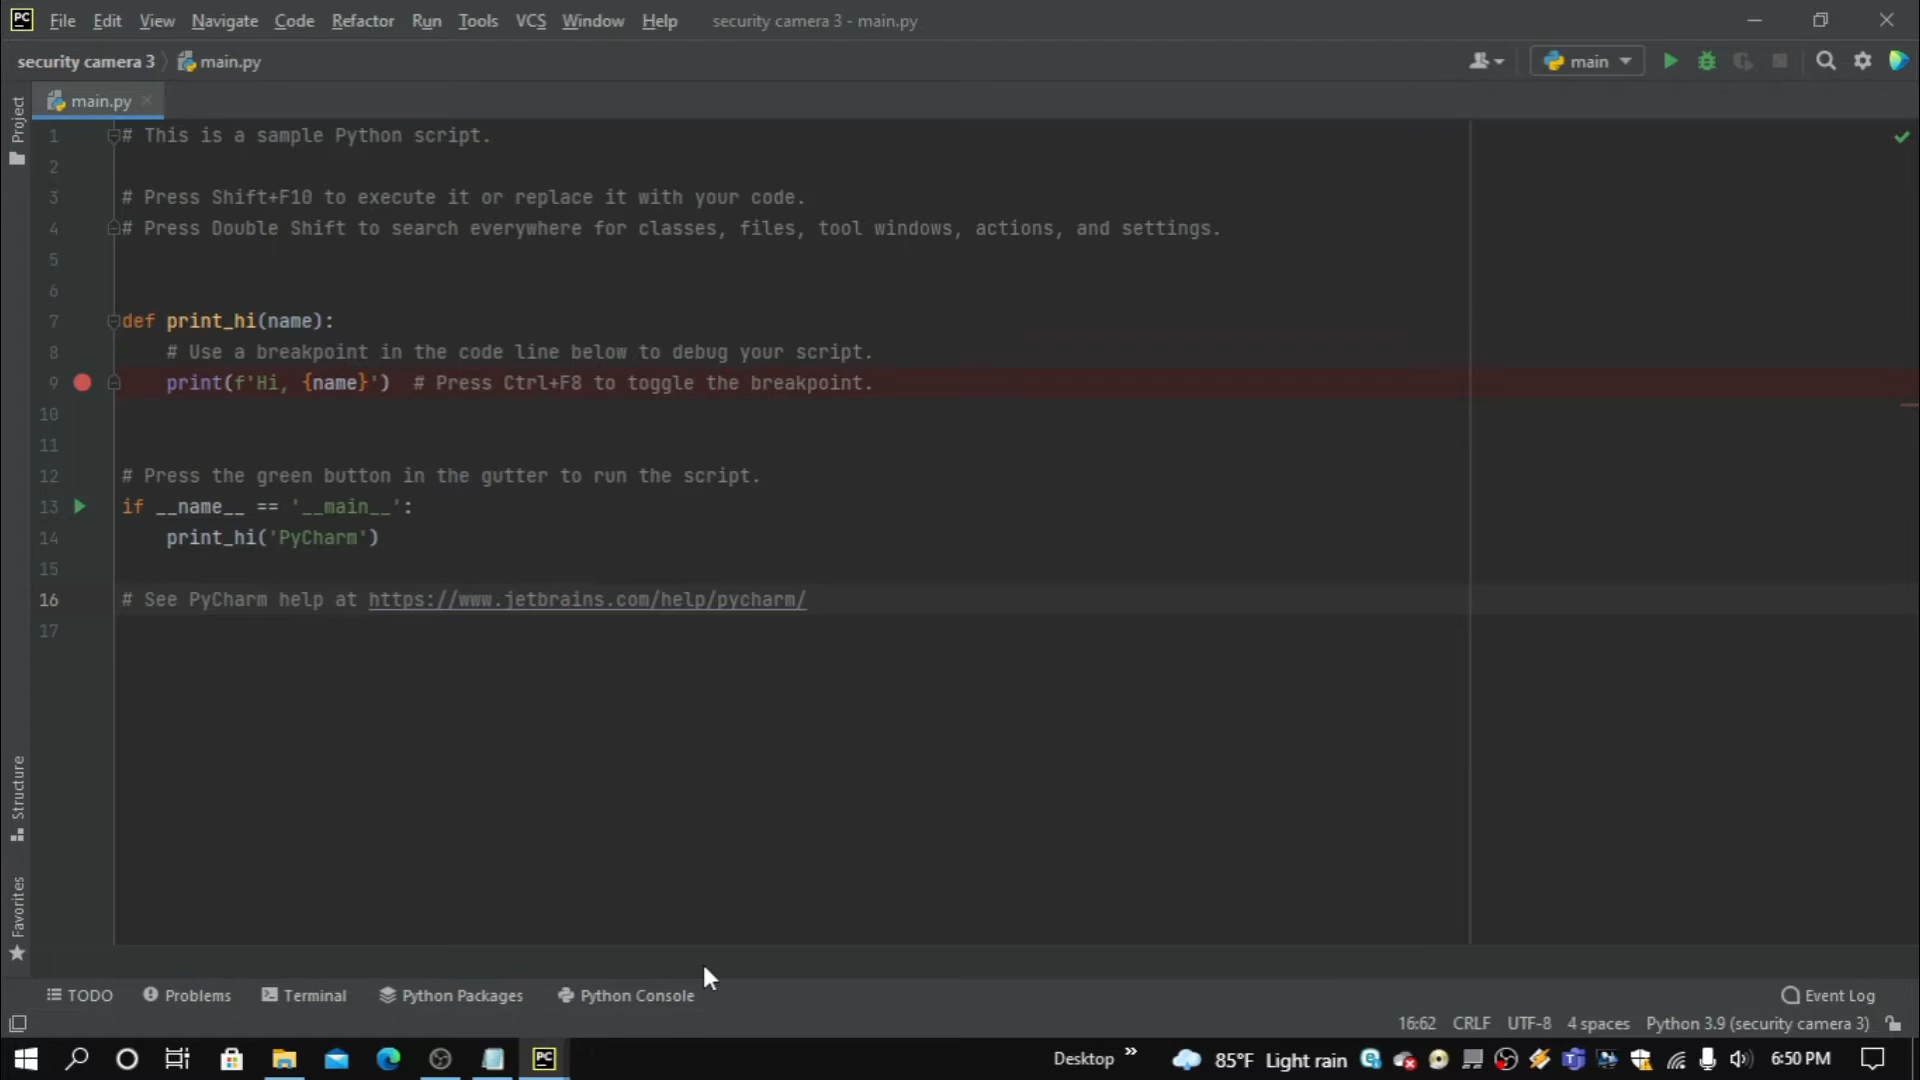 PC File Edit View Navigate Code Refactor Run Tools VCS Window Help security camera 3 - main.py
security camera 3 main.py main
main.py
Project
1 # This is a sample Python script.
2
3 # Press Shift+F10 to execute it or replace it with your code.
4 # Press Double Shift to search everywhere for classes, files, tool windows, actions, and settings.
5
6
7 def print_hi(name):
8 # Use a breakpoint in the code line below to debug your script.
9 print(f'Hi, {name}') # Press Ctrl+F8 to toggle the breakpoint.
10
11
12 # Press the green button in the gutter to run the script.
13 if __name__ == '__main__':
14 print_hi('PyCharm')
15
16 # See PyCharm help at https://www.jetbrains.com/help/pycharm/
17
Structure
Favorites
TODO Problems Terminal Python Packages Python Console Event Log
16:62 CRLF UTF-8 4 spaces Python 3.9 (security camera 3)
PC Desktop 85°F Light rain 6:50 PM